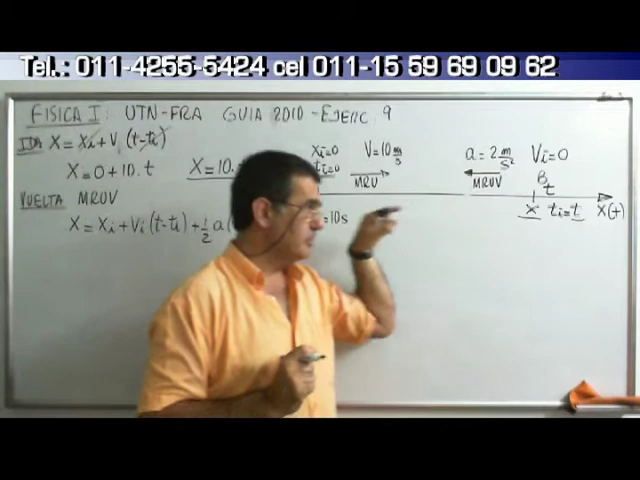 Tel.: 011-4255-5424 cel 011-15 59 69 09 62
FISICA I: UTN-FRA GUIA 2010-EJERC. 9
IDA X = Xi + V (t-ti)
X = 0 + 10.t X = 10.
Xi=0 V=10 m/s
ti=0
MRU
a = 2 m/s² Vi=0
MRUV
B
t
X ti=t X(+)
VUELTA MRUV
X = Xi + Vi (t-ti) + 1/2 a(
=10s